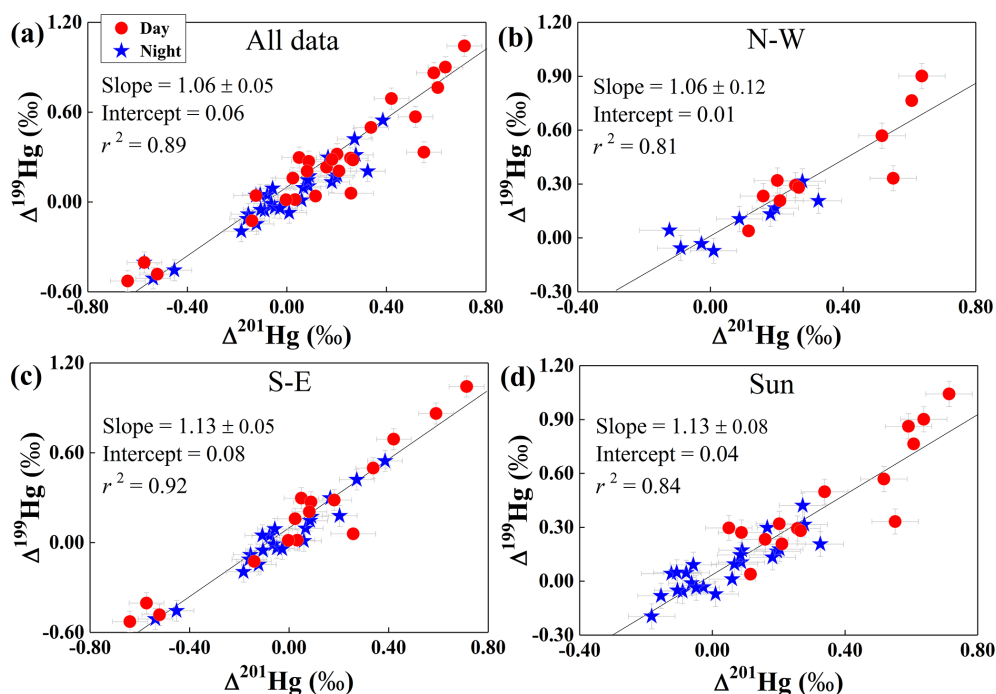 (a)
Day
Night
All data
Slope = 1.06 ± 0.05
Intercept = 0.06
r² = 0.89
1.20
0.60
0.00
-0.60
Δ¹⁹⁹Hg (‰)
-0.80 -0.40 0.00 0.40 0.80
Δ²⁰¹Hg (‰)
(b)
N-W
Slope = 1.06 ± 0.12
Intercept = 0.01
r² = 0.81
1.20
0.90
0.60
0.30
0.00
-0.30
Δ¹⁹⁹Hg (‰)
-0.40 0.00 0.40 0.80
Δ²⁰¹Hg (‰)
(c)
S-E
Slope = 1.13 ± 0.05
Intercept = 0.08
r² = 0.92
1.20
0.60
0.00
-0.60
Δ¹⁹⁹Hg (‰)
-0.80 -0.40 0.00 0.40 0.80
Δ²⁰¹Hg (‰)
(d)
Sun
Slope = 1.13 ± 0.08
Intercept = 0.04
r² = 0.84
1.20
0.90
0.60
0.30
0.00
-0.30
Δ¹⁹⁹Hg (‰)
-0.40 0.00 0.40 0.80
Δ²⁰¹Hg (‰)